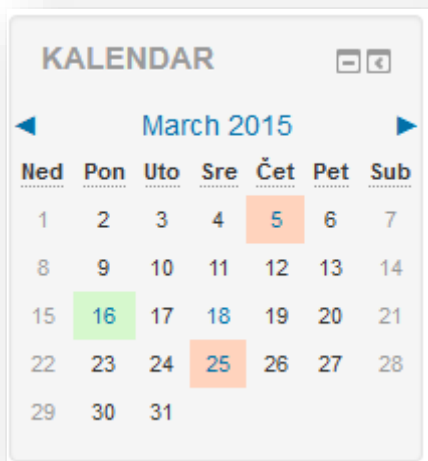 KALENDAR
◄ March 2015 ►
Ned Pon Uto Sre Čet Pet Sub
1 2 3 4 5 6 7
8 9 10 11 12 13 14
15 16 17 18 19 20 21
22 23 24 25 26 27 28
29 30 31